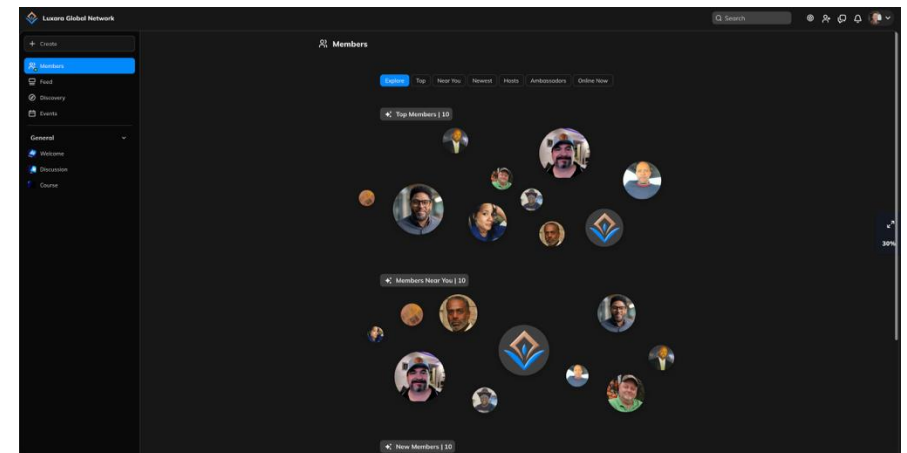 Luxara Global Network
Search
Create
Members
Feed
Discovery
Events
General
Welcome
Discussion
Course
Members
Explore Top Near You Newest Hosts Ambassadors Online Now
Top Members | 10
30%
Members Near You | 10
New Members | 10